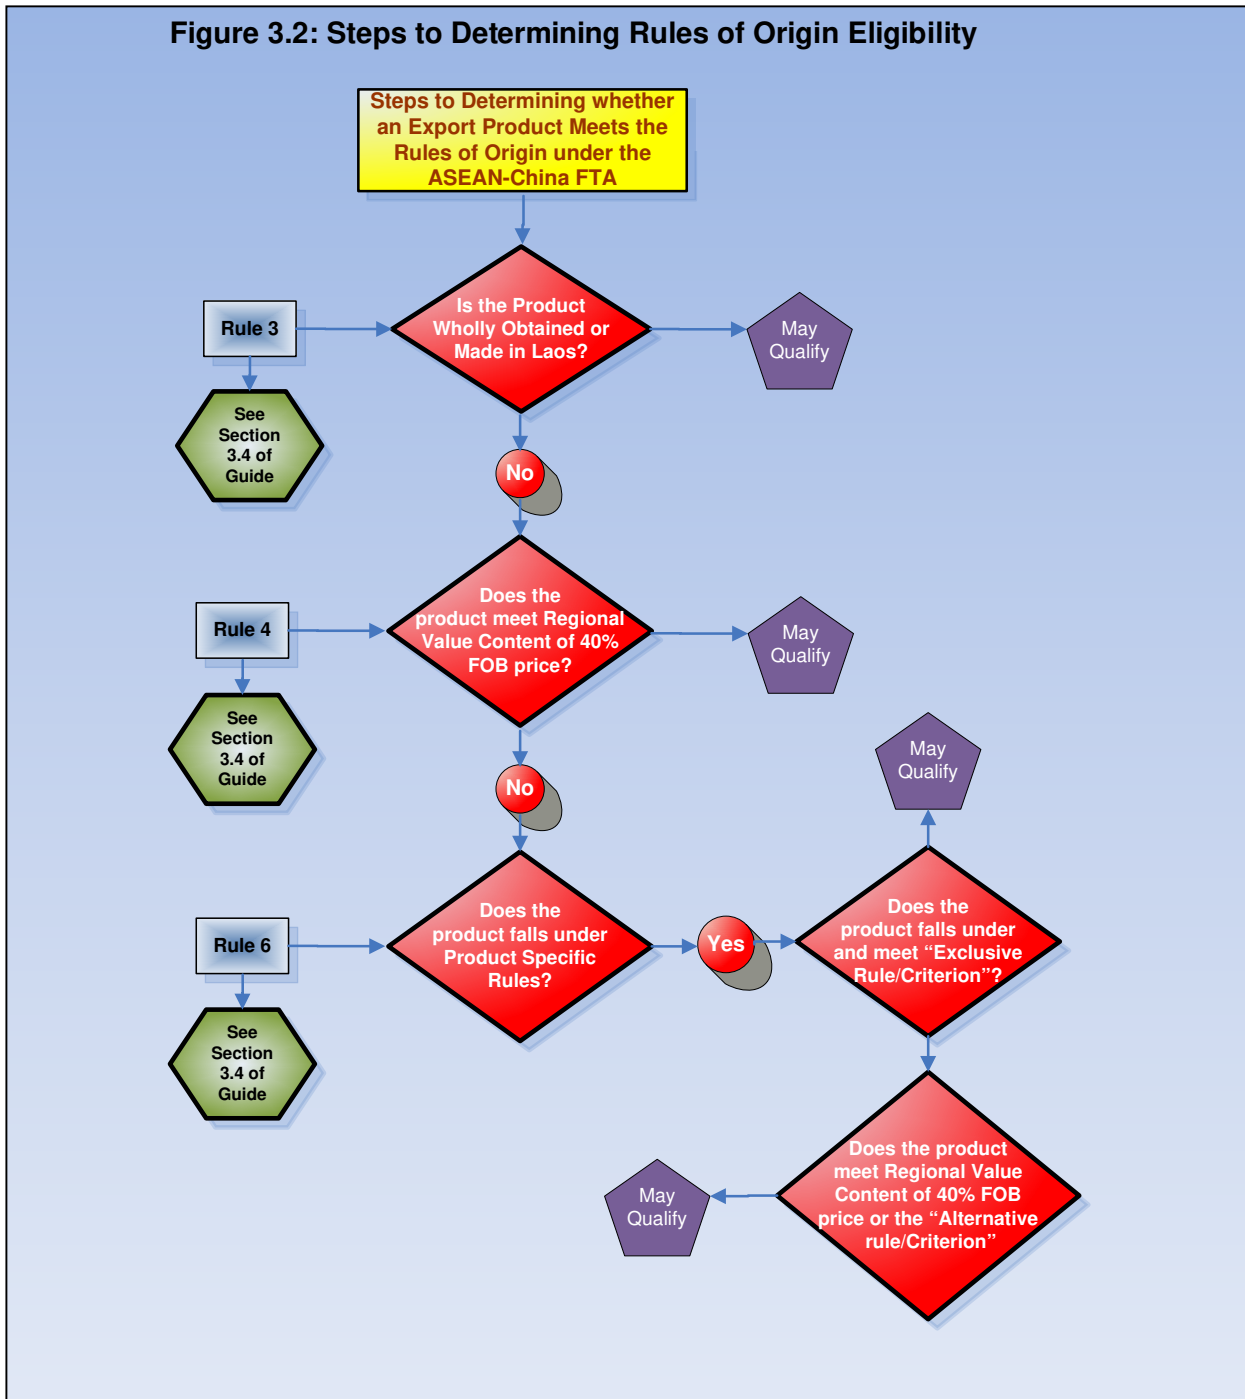 Figure 3.2: Steps to Determining Rules of Origin Eligibility
Steps to Determining whether
an Export Product Meets the
Rules of Origin under the
ASEAN-China FTA
Rule 3
Is the Product
Wholly Obtained or
Made in Laos?
May
Qualify
See
Section
3.4 of
Guide
No
Rule 4
Does the
product meet Regional
Value Content of 40%
FOB price?
May
Qualify
See
Section
3.4 of
Guide
No
May
Qualify
Rule 6
Does the
product falls under
Product Specific
Rules?
Yes
Does the
product falls under
and meet “Exclusive
Rule/Criterion”?
See
Section
3.4 of
Guide
Does the product
meet Regional Value
Content of 40% FOB
price or the “Alternative
rule/Criterion”
May
Qualify